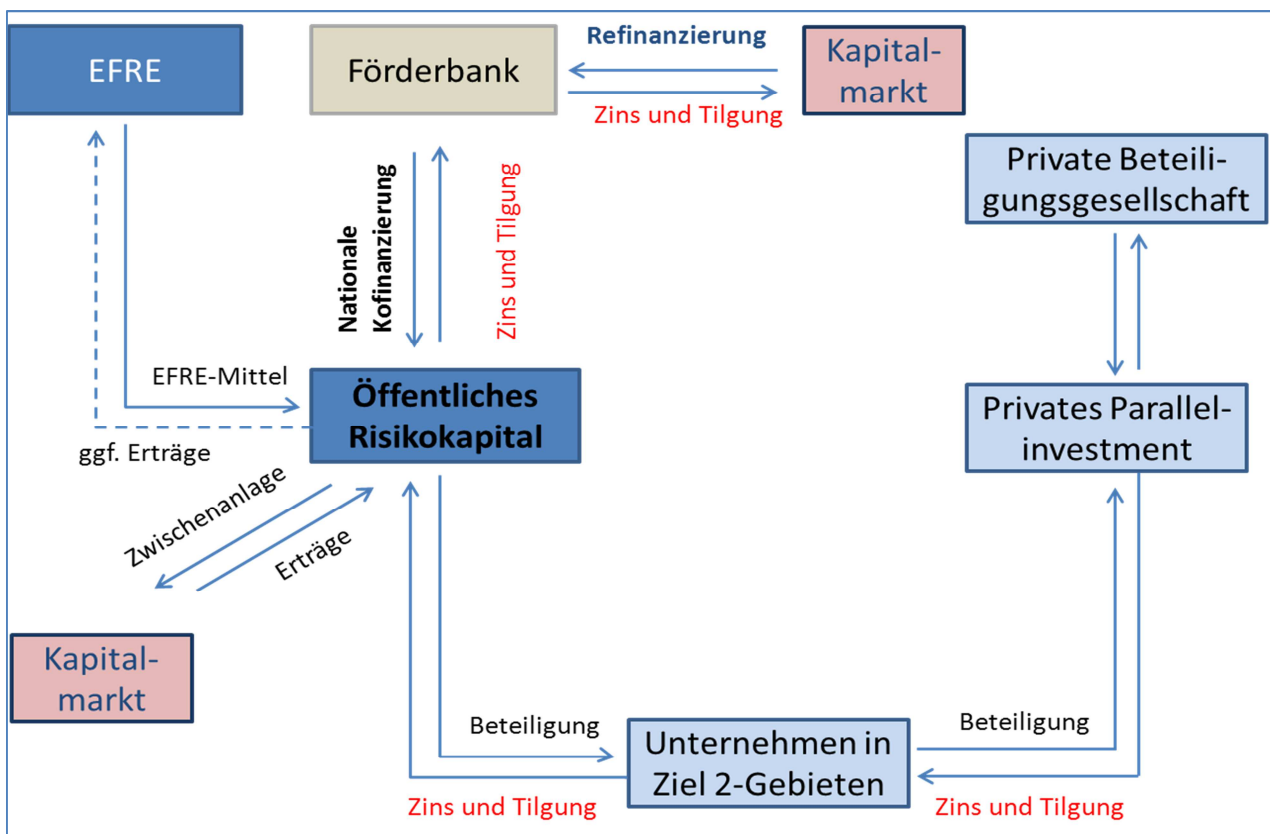 EFRE
Förderbank
Refinanzierung
Kapital-
markt
Zins und Tilgung
Private Beteili-
gungsgesellschaft
Nationale
Kofinanzierung
Zins und Tilgung
EFRE-Mittel
Öffentliches
Risikokapital
Privates Parallel-
investment
ggf. Erträge
Zwischenanlage
Erträge
Kapital-
markt
Beteiligung
Unternehmen in
Ziel 2-Gebieten
Beteiligung
Zins und Tilgung
Zins und Tilgung